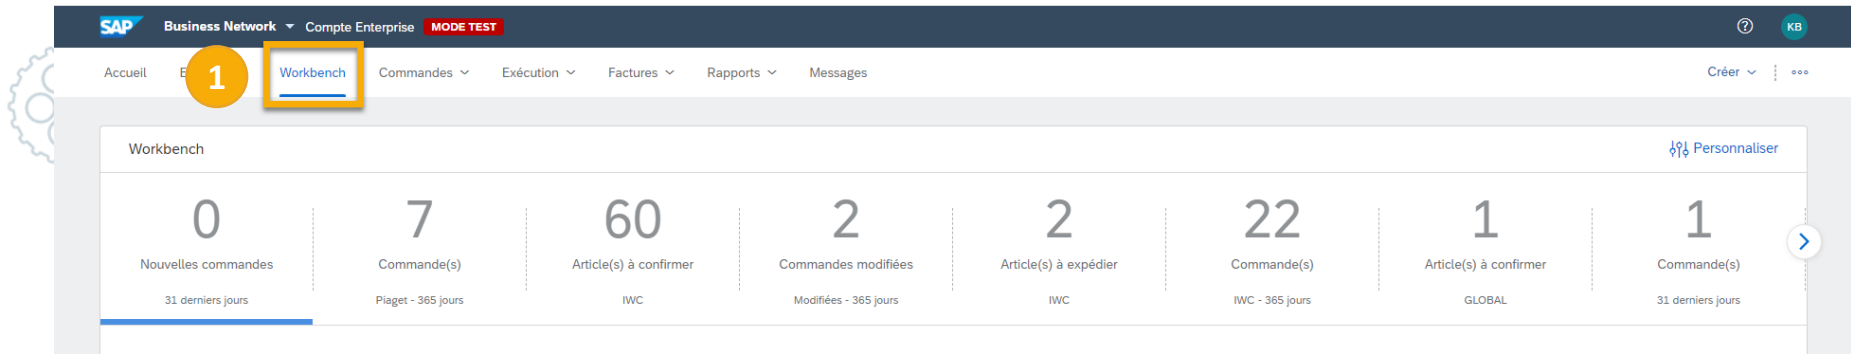 SAP Business Network Compte Enterprise MODE TEST KB
Accueil 1 Workbench Commandes Exécution Factures Rapports Messages Créer
Workbench Personnaliser
0 7 60 2 2 22 1 1
Nouvelles commandes Commande(s) Article(s) à confirmer Commandes modifiées Article(s) à expédier Commande(s) Article(s) à confirmer Commande(s)
31 derniers jours Piaget - 365 jours IWC Modifiées - 365 jours IWC IWC - 365 jours GLOBAL 31 derniers jours